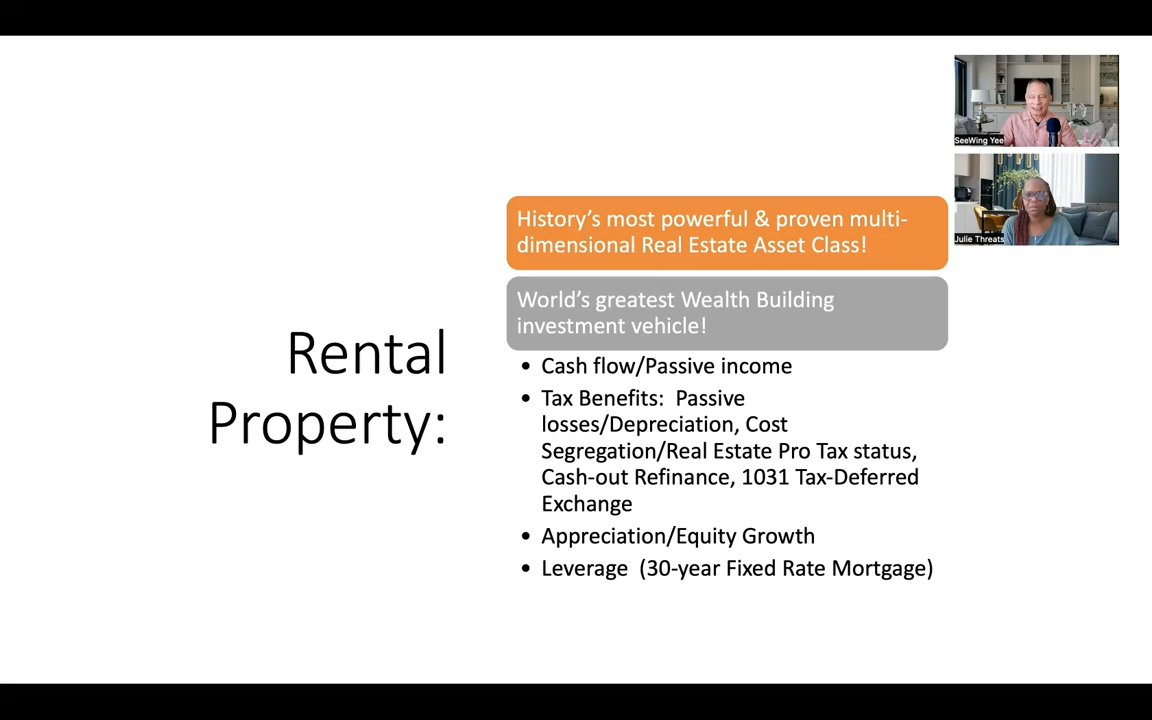 Rental
Property:
History's most powerful & proven multi-
dimensional Real Estate Asset Class!
World's greatest Wealth Building
investment vehicle!
• Cash flow/Passive income
• Tax Benefits:  Passive
losses/Depreciation, Cost
Segregation/Real Estate Pro Tax status,
Cash-out Refinance, 1031 Tax-Deferred
Exchange
• Appreciation/Equity Growth
• Leverage  (30-year Fixed Rate Mortgage)
SeeWing Yee
Julie Threats